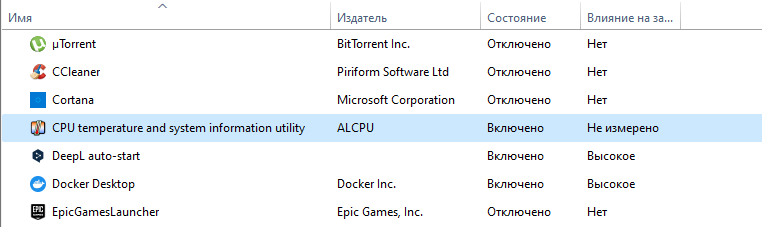 Имя Издатель Состояние Влияние на за...
µTorrent BitTorrent Inc. Отключено Нет
CCleaner Piriform Software Ltd Отключено Нет
Cortana Microsoft Corporation Отключено Нет
CPU temperature and system information utility ALCPU Включено Не измерено
DeepL auto-start Включено Высокое
Docker Desktop Docker Inc. Включено Высокое
EpicGamesLauncher Epic Games, Inc. Отключено Нет